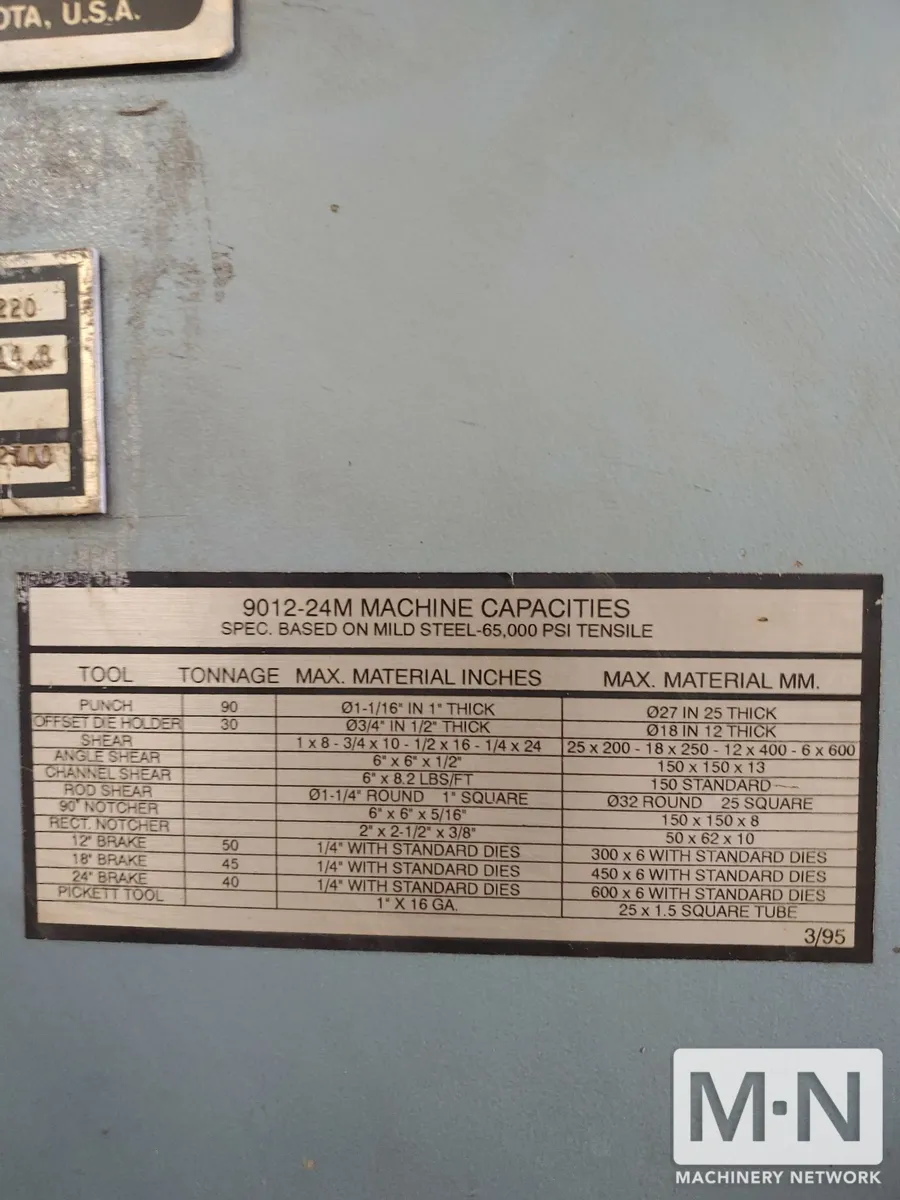 OTA, U.S.A.
220
2700
9012-24M MACHINE CAPACITIES
SPEC. BASED ON MILD STEEL-65,000 PSI TENSILE
TOOL TONNAGE MAX. MATERIAL INCHES MAX. MATERIAL MM.
PUNCH 90 Ø1-1/16" IN 1" THICK Ø27 IN 25 THICK
OFFSET DIE HOLDER 30 Ø3/4" IN 1/2" THICK Ø18 IN 12 THICK
SHEAR 1 x 8 - 3/4 x 10 - 1/2 x 16 - 1/4 x 24 25 x 200 - 18 x 250 - 12 x 400 - 6 x 600
ANGLE SHEAR 6" x 6" x 1/2" 150 x 150 x 13
CHANNEL SHEAR 6" x 8.2 LBS/FT 150 STANDARD
ROD SHEAR Ø1-1/4" ROUND 1" SQUARE Ø32 ROUND 25 SQUARE
90° NOTCHER 6" x 6" x 5/16" 150 x 150 x 8
RECT. NOTCHER 2" x 2-1/2" x 3/8" 50 x 62 x 10
12" BRAKE 50 1/4" WITH STANDARD DIES 300 x 6 WITH STANDARD DIES
18" BRAKE 45 1/4" WITH STANDARD DIES 450 x 6 WITH STANDARD DIES
24" BRAKE 40 1/4" WITH STANDARD DIES 600 x 6 WITH STANDARD DIES
PICKETT TOOL 1" X 16 GA. 25 x 1.5 SQUARE TUBE
3/95
M·N
MACHINERY NETWORK